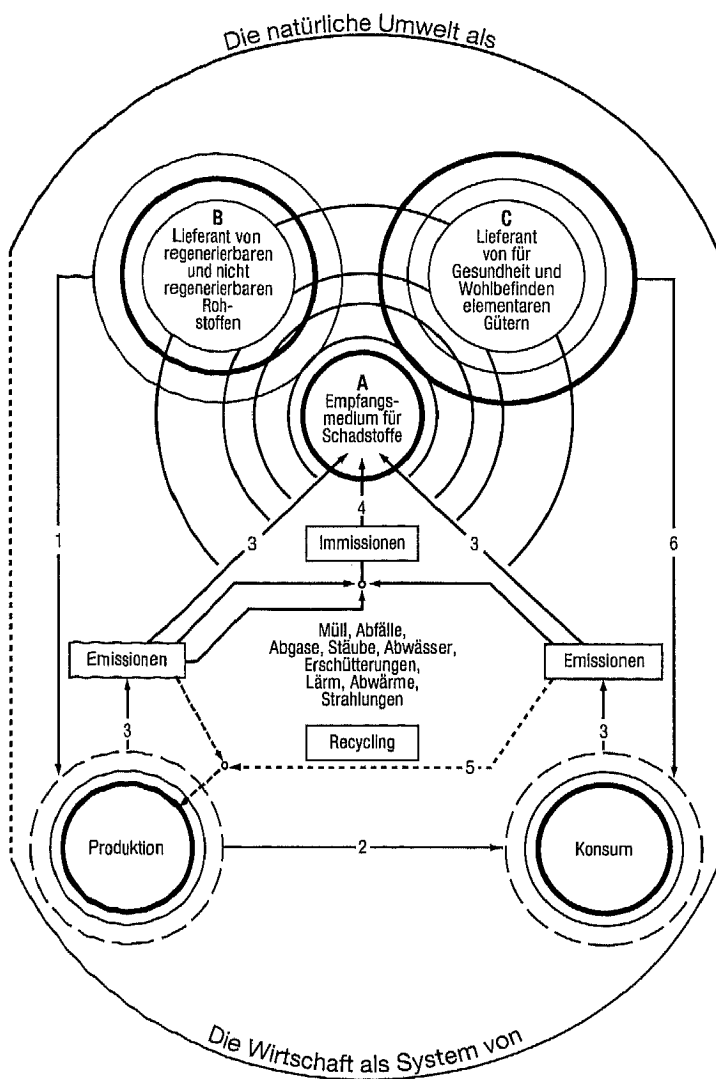 Die natürliche Umwelt als
B
Lieferant von
regenerierbaren
und nicht
regenerierbaren
Roh-
stoffen
C
Lieferant
von für
Gesundheit und
Wohlbefinden
elementaren
Gütern
A
Empfangs-
medium für
Schadstoffe
1
3
4
3
6
Immissionen
Müll, Abfälle,
Abgase, Stäube, Abwässer,
Erschütterungen,
Lärm, Abwärme,
Strahlungen
Emissionen
Emissionen
3
Recycling
3
5
Produktion
2
Konsum
Die Wirtschaft als System von